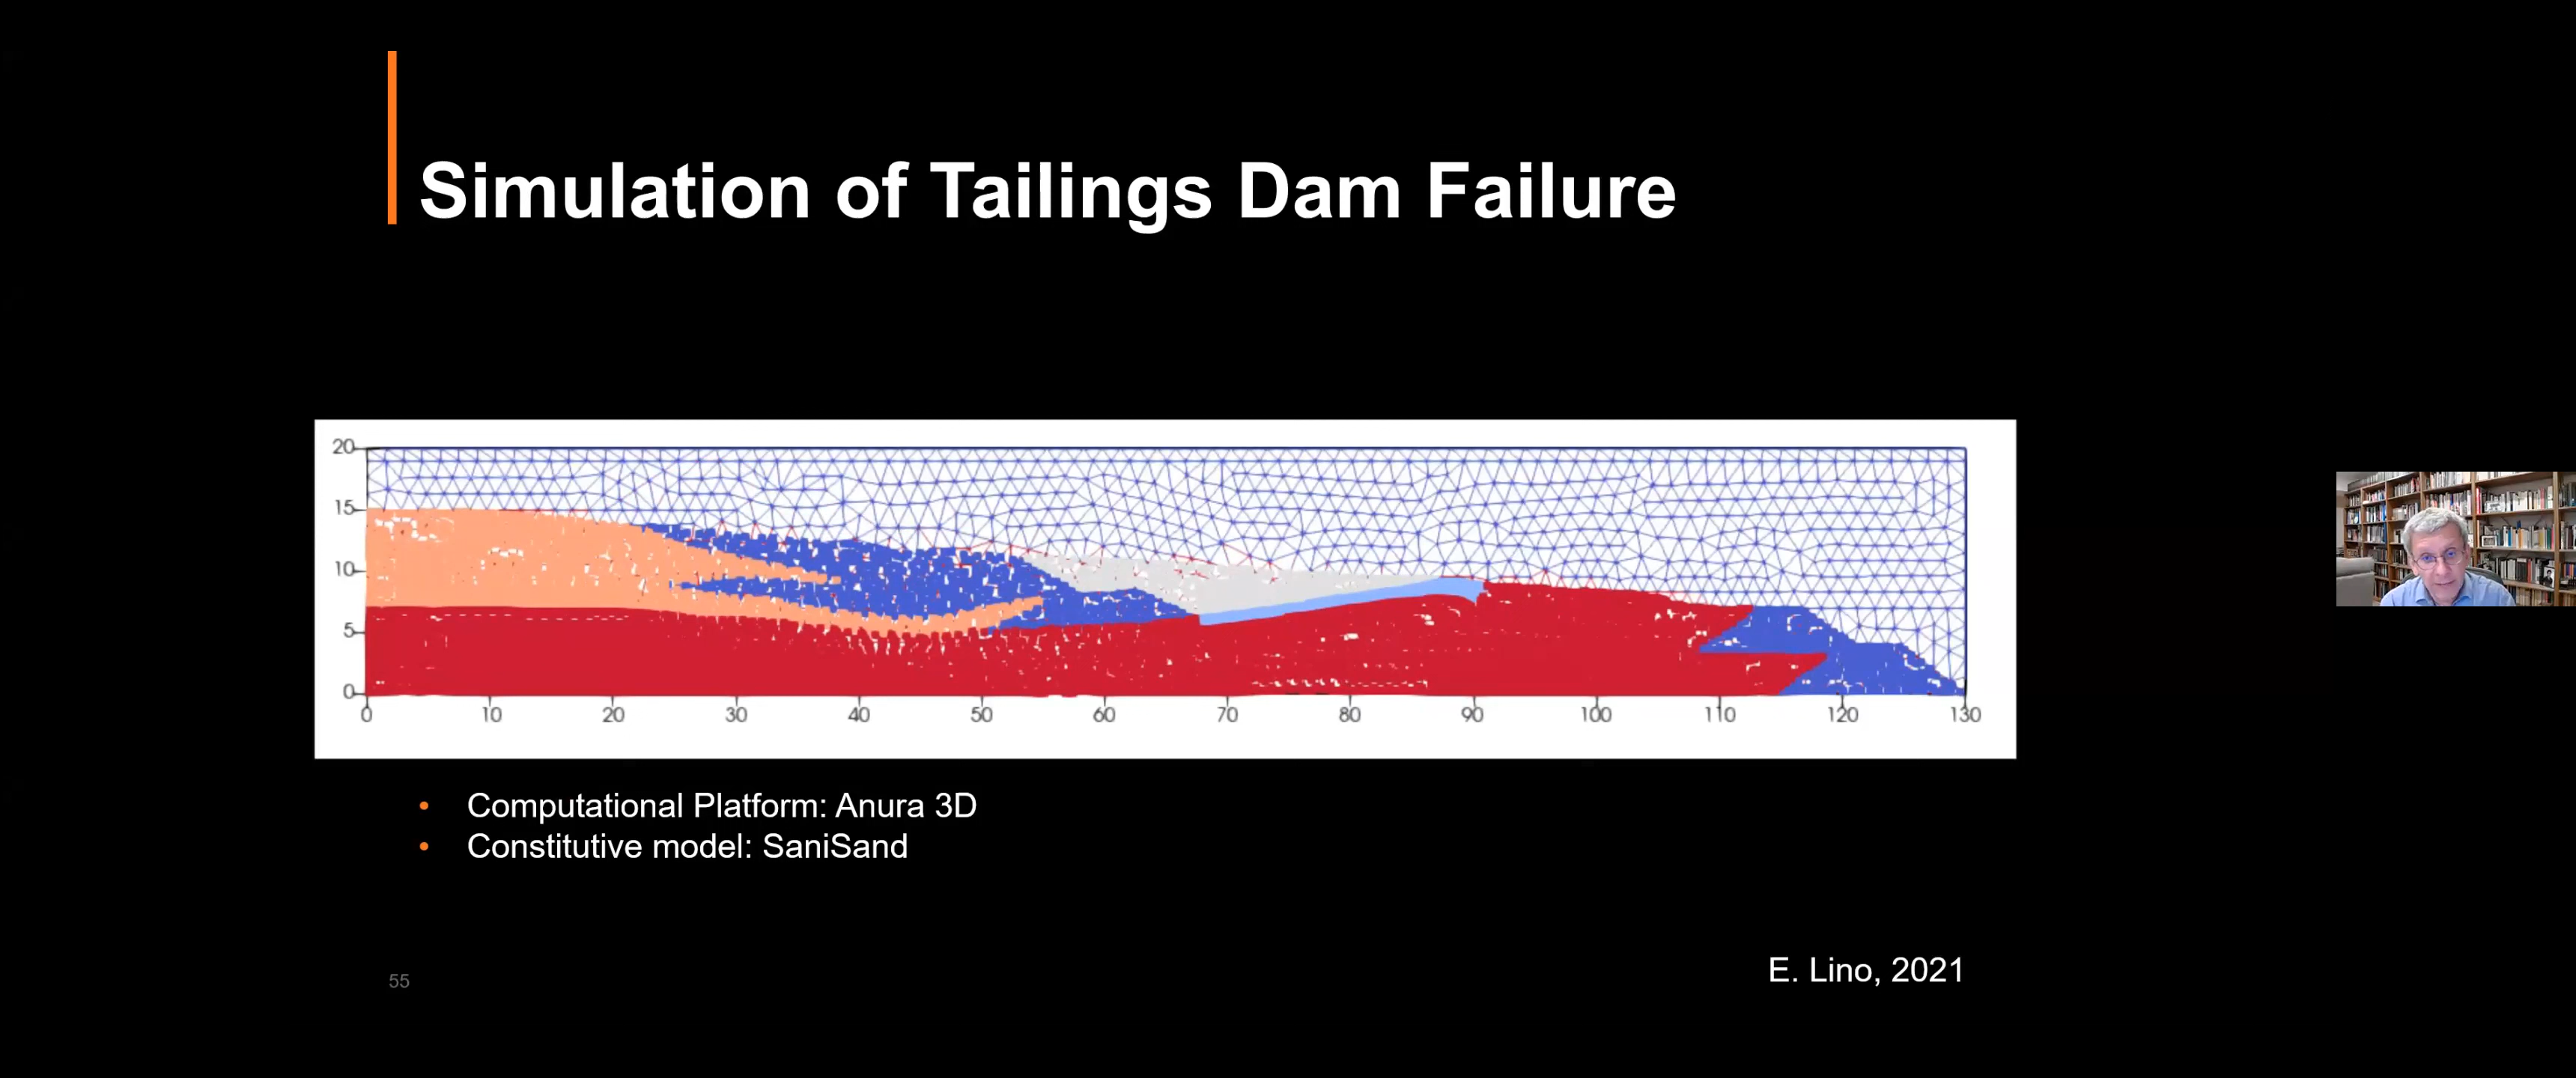 Simulation of Tailings Dam Failure
20
15
10
5
0
0 10 20 30 40 50 60 70 80 90 100 110 120 130
• Computational Platform: Anura 3D
• Constitutive model: SaniSand
E. Lino, 2021
55